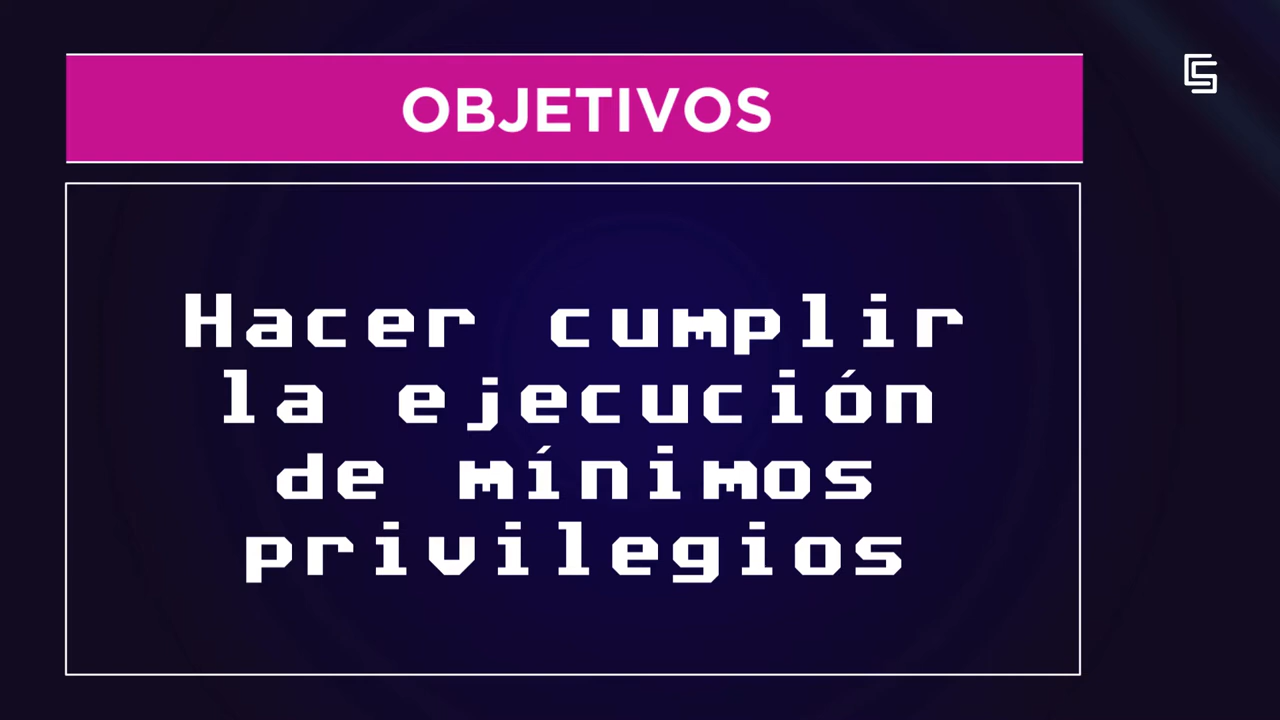 OBJETIVOS
Hacer cumplir
la ejecución
de mínimos
privilegios